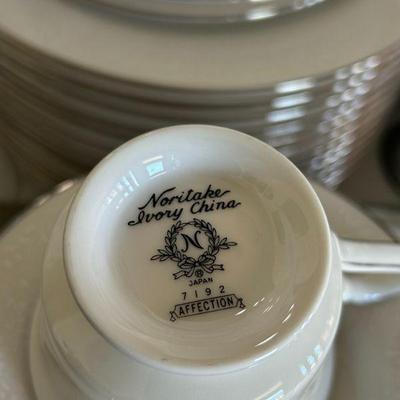 Noritake
Ivory China
N
®
JAPAN
7192
AFFECTION